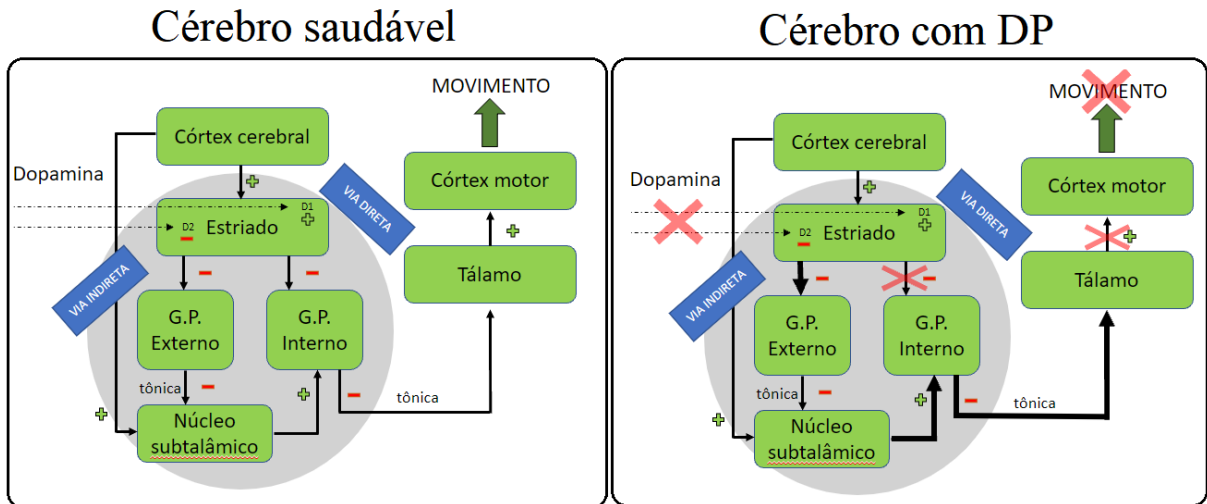 Cérebro saudável
MOVIMENTO
Córtex cerebral
Dopamina
Córtex motor
VIA DIRETA
D1
D2
Estriado
VIA INDIRETA
Tálamo
G.P.
Externo
G.P.
Interno
tônica
tônica
Núcleo
subtalâmico
Cérebro com DP
MOVIMENTO
Córtex cerebral
Dopamina
Córtex motor
VIA DIRETA
D1
D2
Estriado
VIA INDIRETA
Tálamo
G.P.
Externo
G.P.
Interno
tônica
tônica
Núcleo
subtalâmico